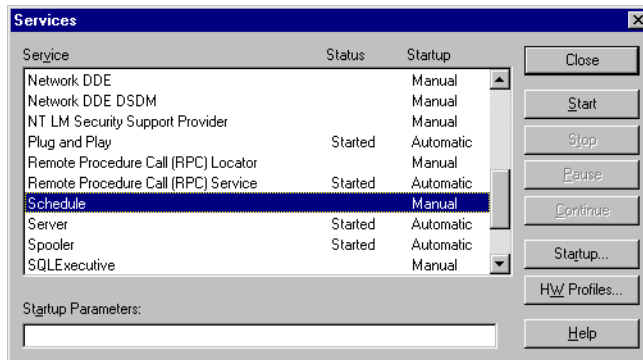 Services
Service Status Startup
Network DDE Manual
Network DDE DSDM Manual
NT LM Security Support Provider Manual
Plug and Play Started Automatic
Remote Procedure Call (RPC) Locator Manual
Remote Procedure Call (RPC) Service Started Automatic
Schedule Manual
Server Started Automatic
Spooler Started Automatic
SQLExecutive Manual
Startup Parameters:
Close
Start
Stop
Pause
Continue
Startup...
HW Profiles...
Help